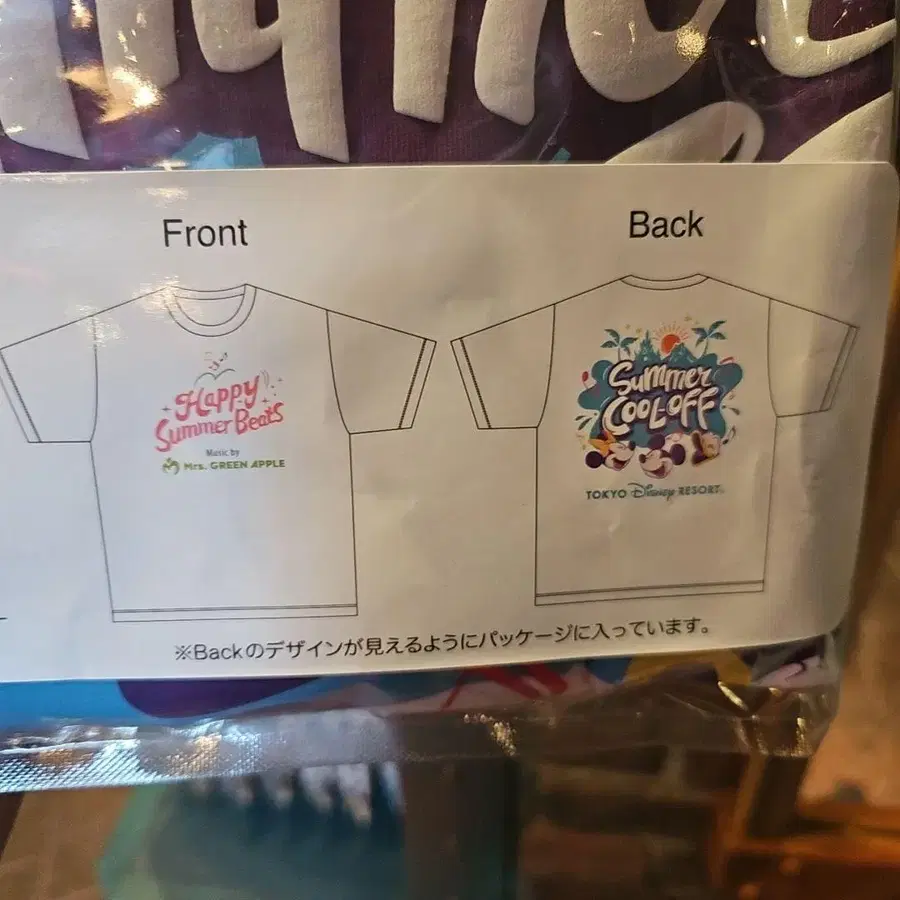 Front
Happy
Summer Beats
Music by
Mrs. GREEN APPLE
Back
Summer
COOL-OFF
TOKYO Disney RESORT
※Backのデザインが見えるようにパッケージに入っています。